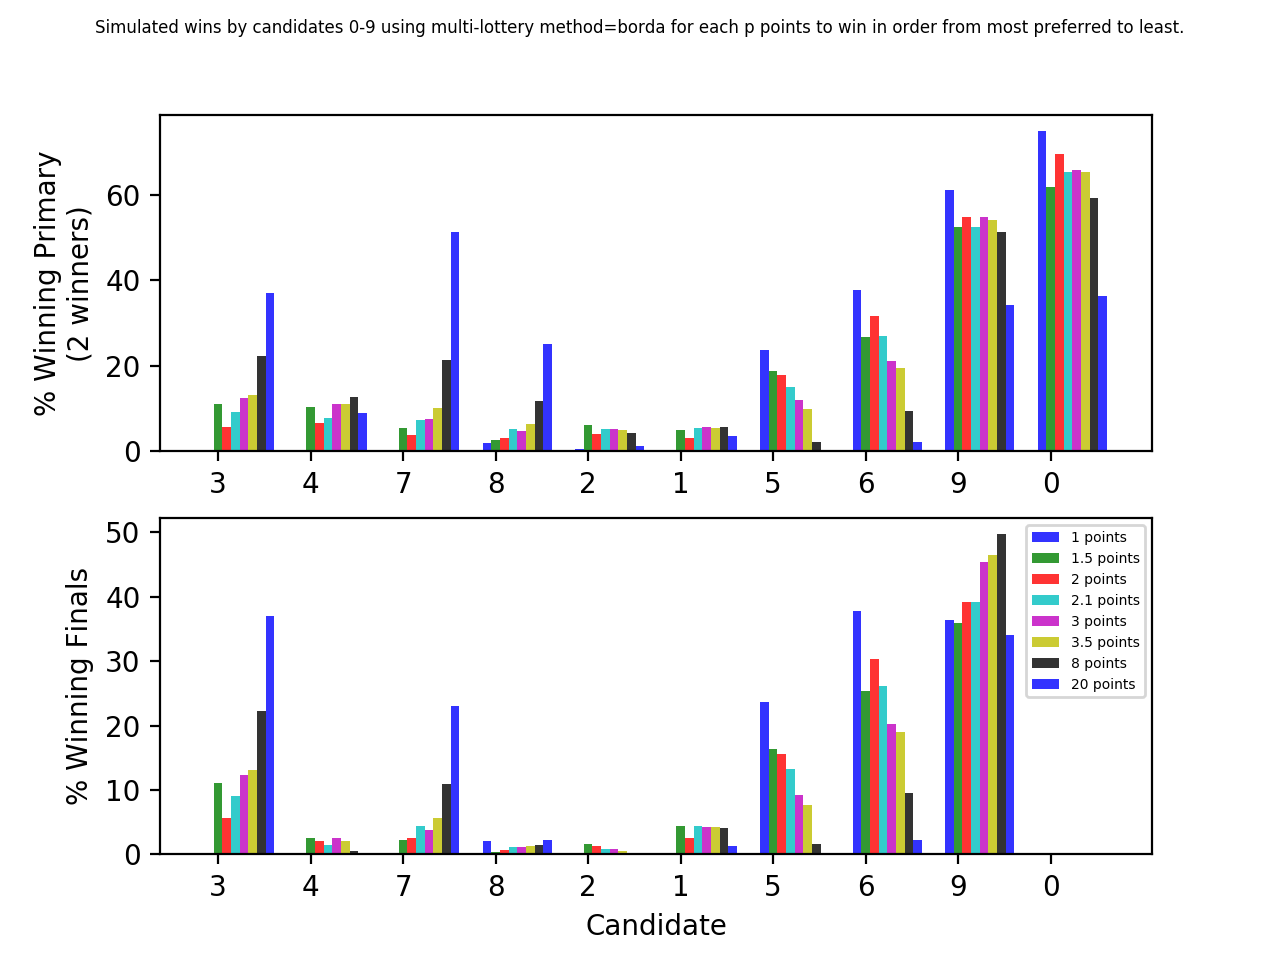 Simulated wins by candidates 0-9 using multi-lottery method=borda for each p points to win in order from most preferred to least.
% Winning Primary
(2 winners)
60
40
20
0
3 4 7 8 2 1 5 6 9 0
% Winning Finals
50
40
30
20
10
0
1 points
1.5 points
2 points
2.1 points
3 points
3.5 points
8 points
20 points
3 4 7 8 2 1 5 6 9 0
Candidate